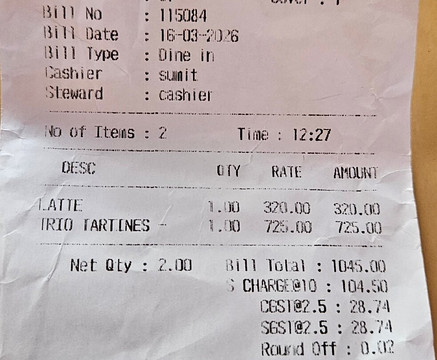 Bill No : 115084
Bill Date : 16-03-2026
Bill Type : Dine in
Cashier : sumit
Steward : cashier
No of Items : 2 Time : 12:27
DESC QTY RATE AMOUNT
LATTE 1.00 320.00 320.00
TRIO TARTINES - 1.00 725.00 725.00
Net Qty : 2.00 Bill Total : 1045.00
S CHARGE@10 : 104.50
CGST@2.5 : 28.74
SGST@2.5 : 28.74
Round Off : 0.02